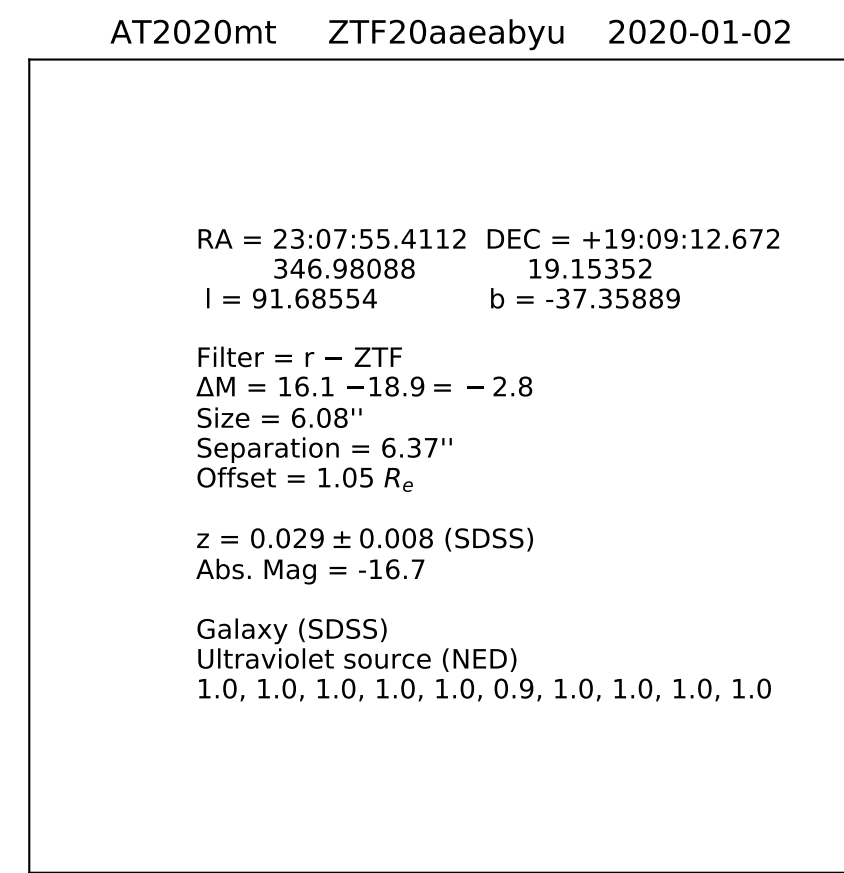 AT2020mt ZTF20aaeabyu 2020-01-02
RA = 23:07:55.4112 DEC = +19:09:12.672
346.98088 19.15352
l = 91.68554 b = -37.35889
Filter = r − ZTF
ΔM = 16.1 −18.9 = − 2.8
Size = 6.08''
Separation = 6.37''
Offset = 1.05 Re
z = 0.029 ± 0.008 (SDSS)
Abs. Mag = -16.7
Galaxy (SDSS)
Ultraviolet source (NED)
1.0, 1.0, 1.0, 1.0, 1.0, 0.9, 1.0, 1.0, 1.0, 1.0